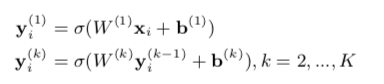 y_i^{(1)} = σ(W^{(1)}x_i + b^{(1)})
y_i^{(k)} = σ(W^{(k)}y_i^{(k−1)} + b^{(k)}), k = 2, ..., K